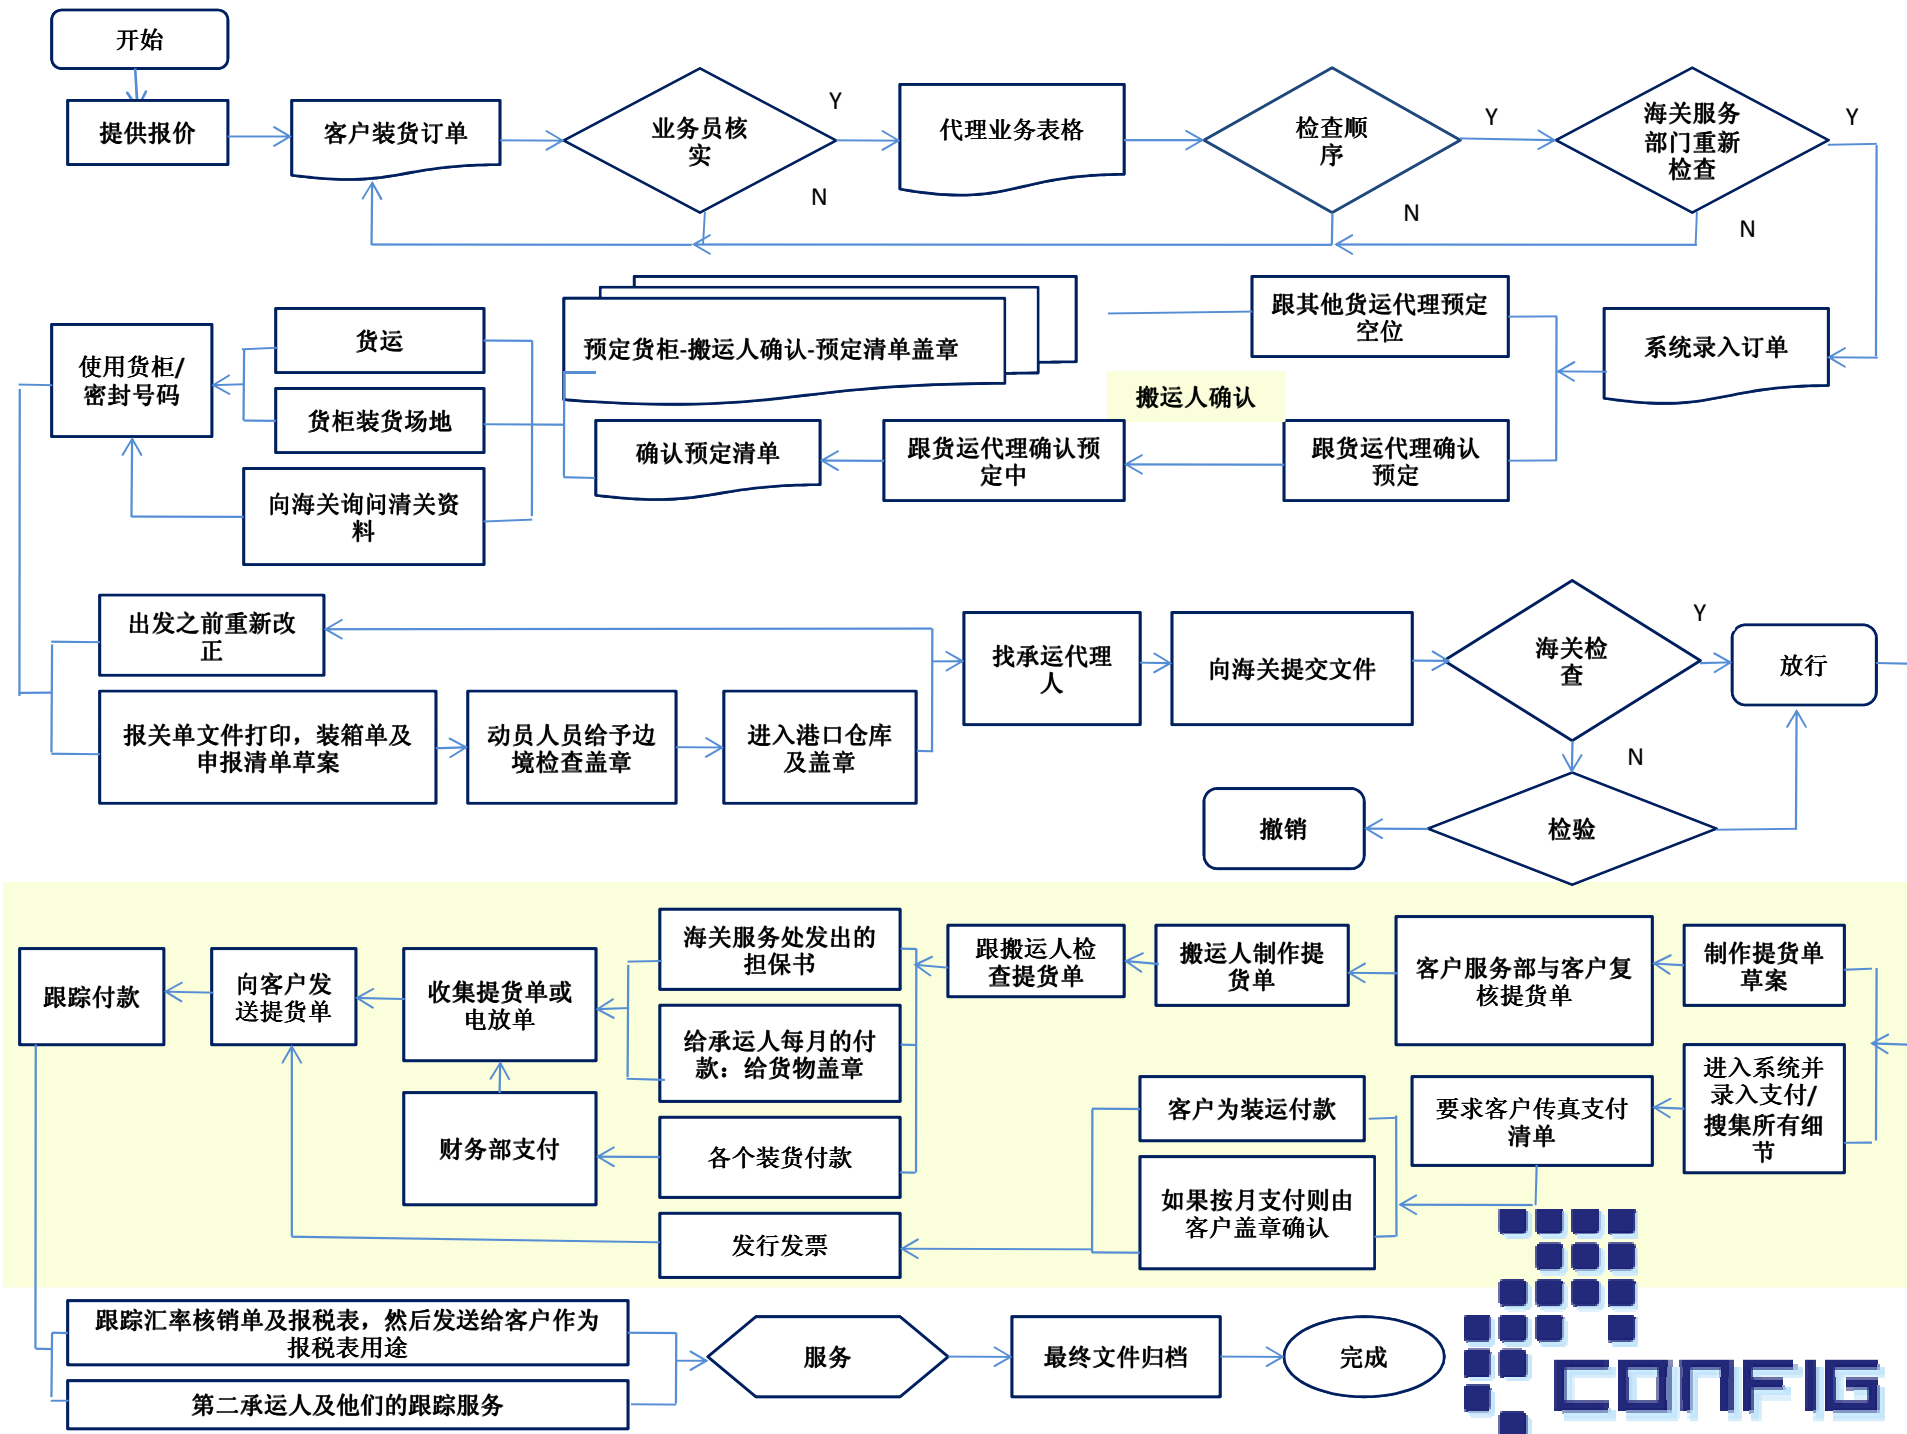 开始
提供报价
客户装货订单
业务员核
实
Y
N
代理业务表格
检查顺
序
Y
N
海关服务
部门重新
检查
Y
N
使用货柜/
密封号码
货运
货柜装货场地
向海关询问清关资
料
预定货柜-搬运人确认-预定清单盖章
确认预定清单
跟货运代理确认预
定中
搬运人确认
跟其他货运代理预定
空位
跟货运代理确认
预定
系统录入订单
出发之前重新改
正
报关单文件打印，装箱单及
申报清单草案
动员人员给予边
境检查盖章
进入港口仓库
及盖章
找承运代理
人
向海关提交文件
海关检
查
Y
N
放行
撤销
检验
跟踪付款
向客户发
送提货单
收集提货单或
电放单
财务部支付
海关服务处发出的
担保书
给承运人每月的付
款：给货物盖章
各个装货付款
发行发票
跟搬运人检
查提货单
搬运人制作提
货单
客户服务部与客户复
核提货单
制作提货单
草案
客户为装运付款
如果按月支付则由
客户盖章确认
要求客户传真支付
清单
进入系统并
录入支付/
搜集所有细
节
跟踪汇率核销单及报税表，然后发送给客户作为
报税表用途
第二承运人及他们的跟踪服务
服务
最终文件归档
完成
CONFIG